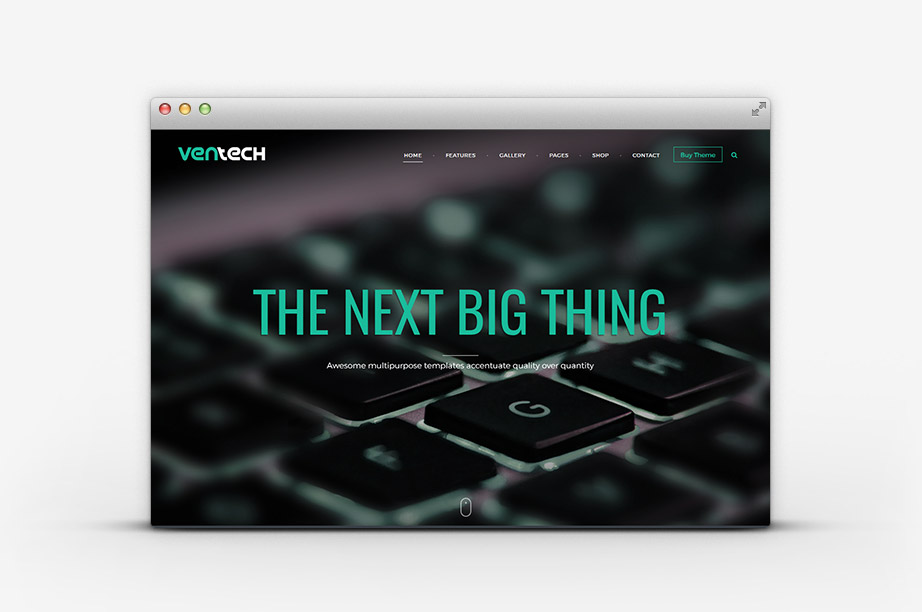 ventech
HOME FEATURES GALLERY PAGES SHOP CONTACT Buy Theme
THE NEXT BIG THING
Awesome multipurpose templates accentuate quality over quantity
H
G
F